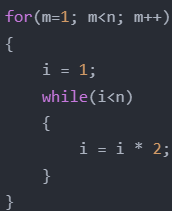 for(m=1; m<n; m++)
{
    i = 1;
    while(i<n)
    {
        i = i * 2;
    }
}